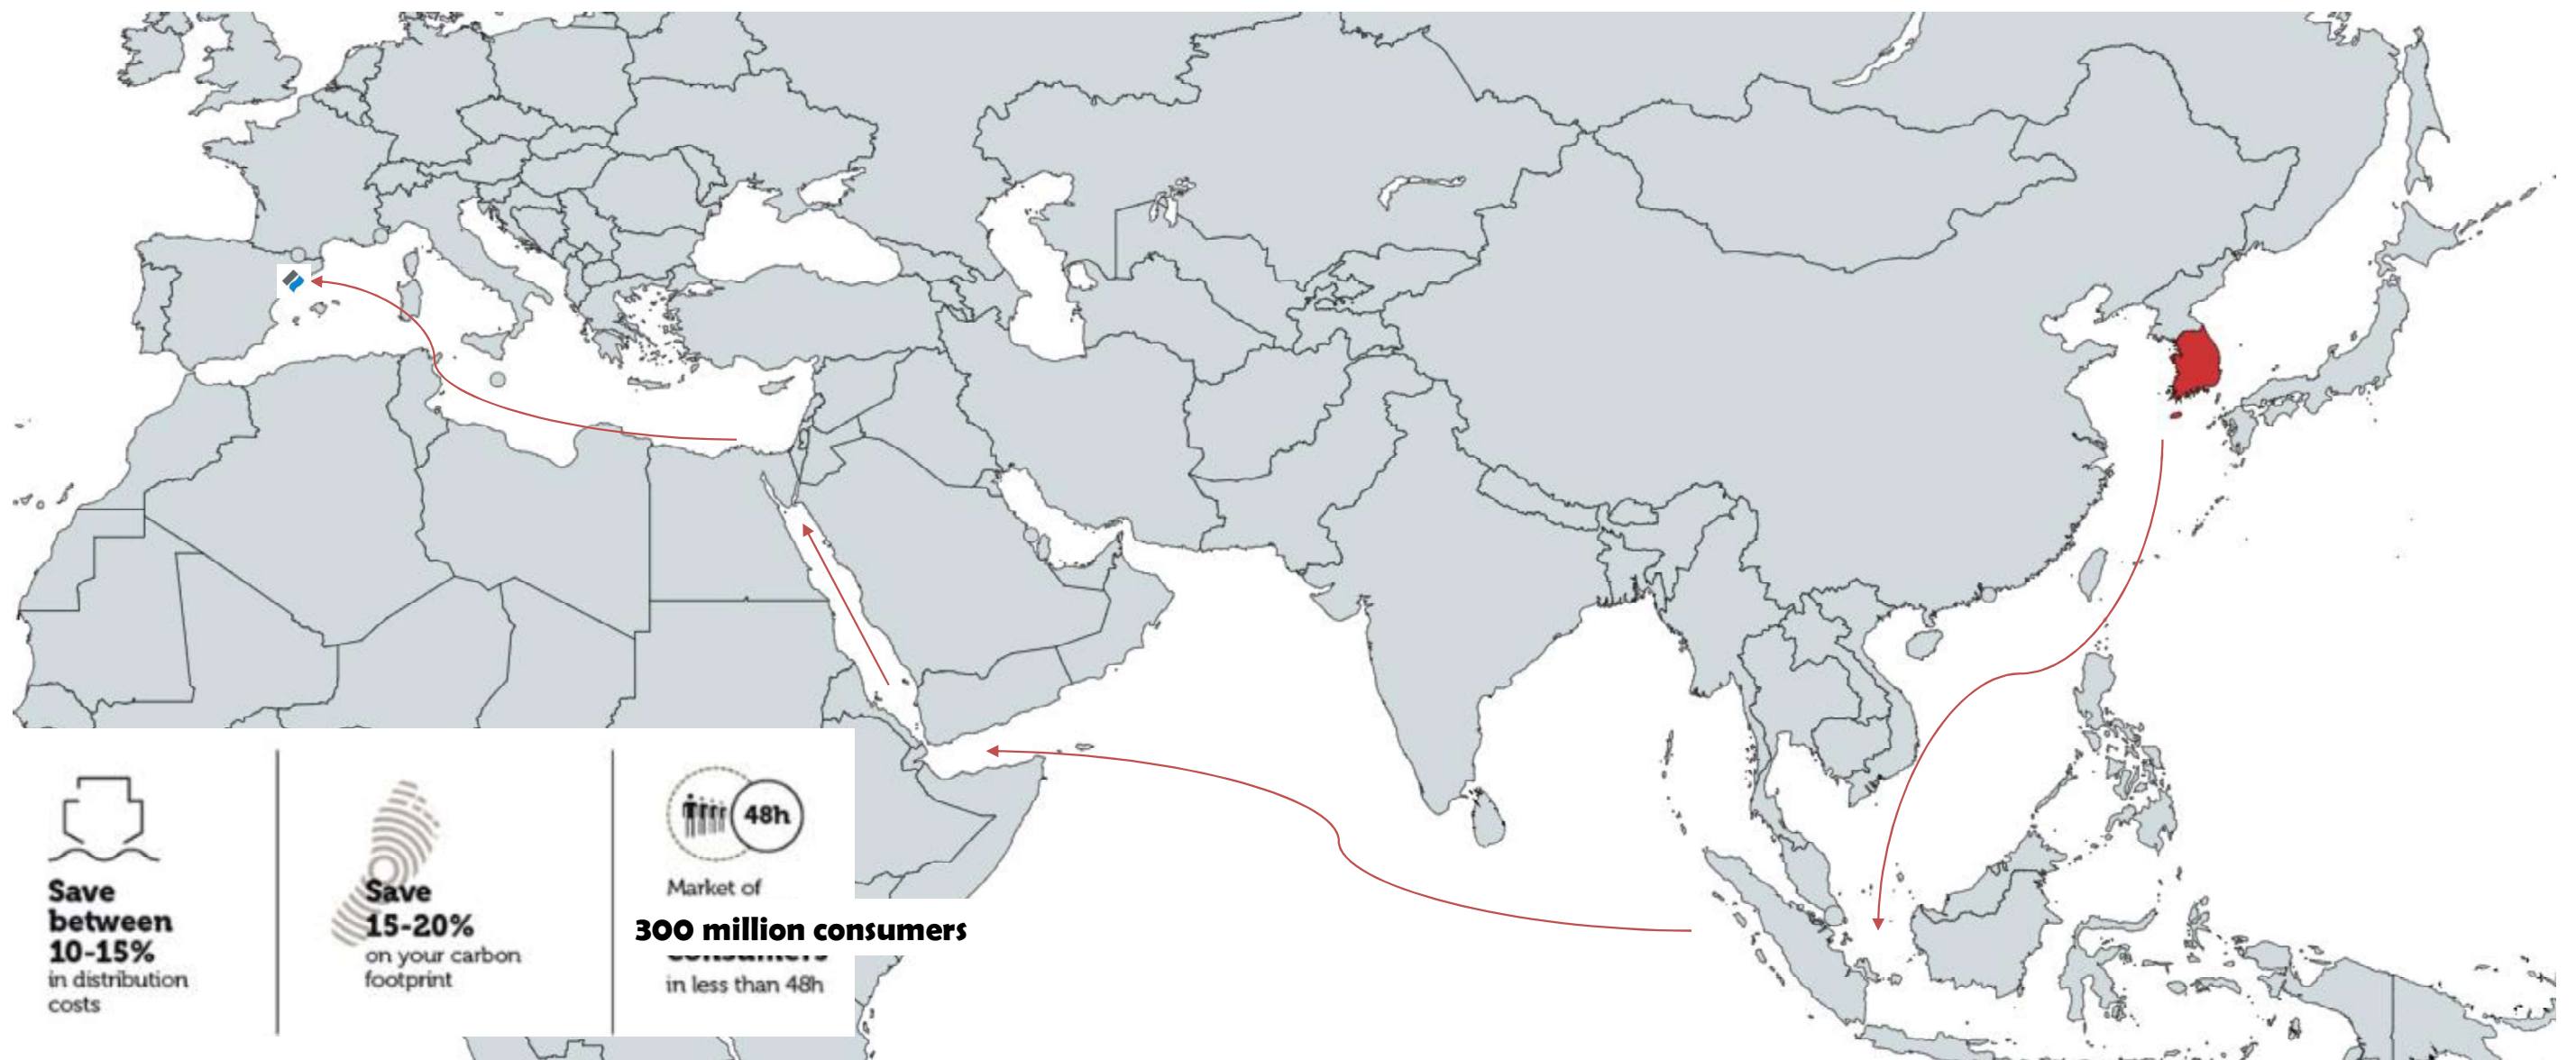 Save
between
10-15%
in distribution
costs
Save
15-20%
on your carbon
footprint
48h
Market of
300 million consumers
consumers
in less than 48h